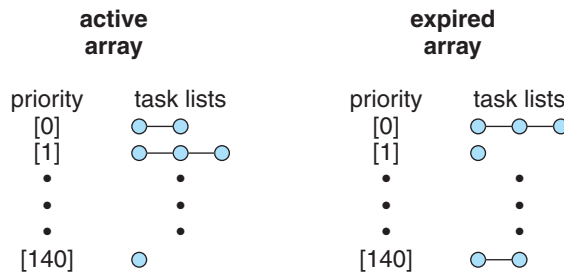 active
array
priority task lists
[0]
[1]
[140]
expired
array
priority task lists
[0]
[1]
[140]